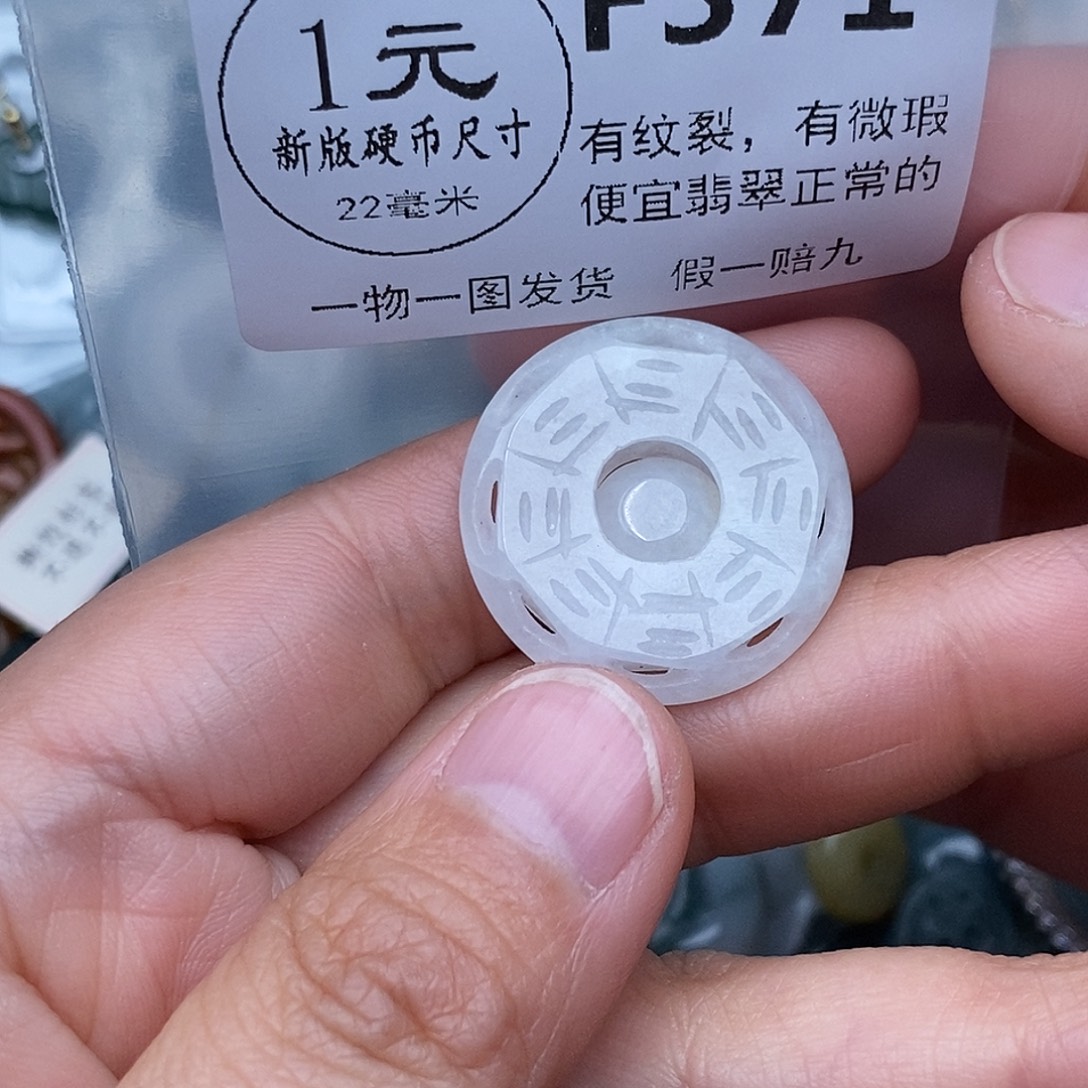 1元
新版硬币尺寸
22毫米
F371
有纹裂，有微瑕
便宜翡翠正常的
一物一图发货 假一赔九